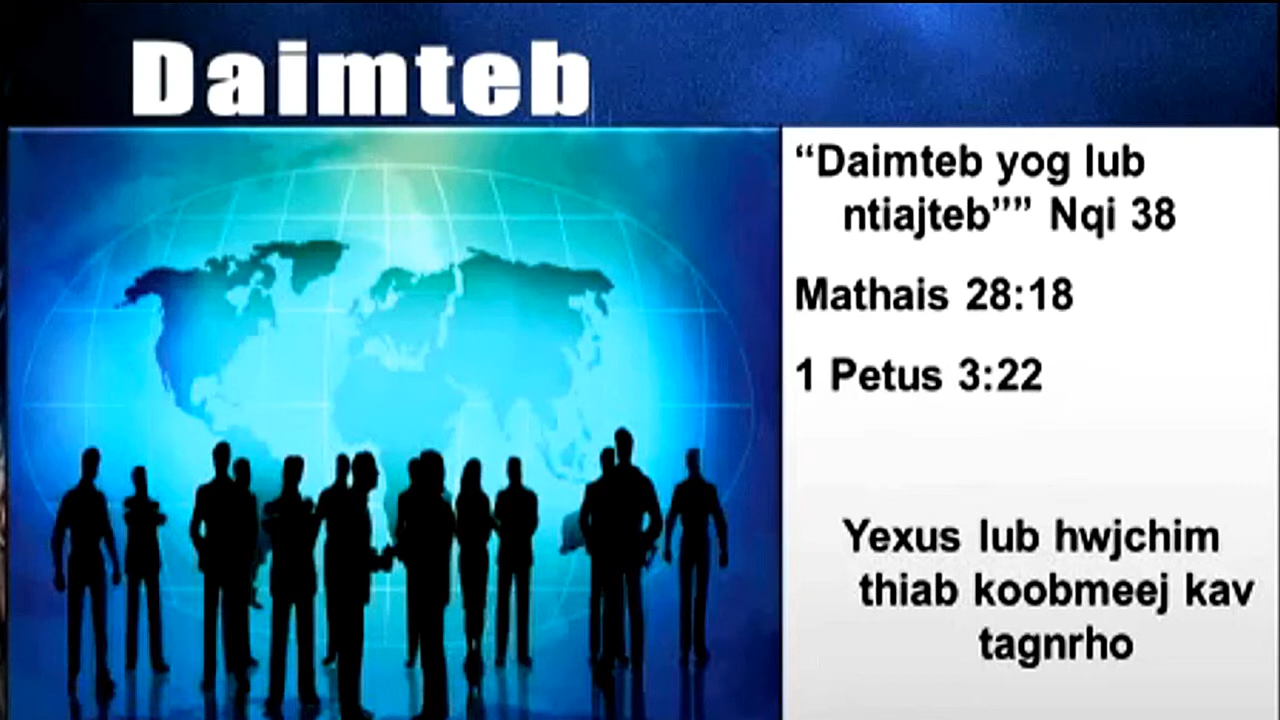 Daimteb
“Daimteb yog lub
ntiajteb”” Nqi 38
Mathais 28:18
1 Petus 3:22
Yexus lub hwjchim
thiab koobmeej kav
tagnrho